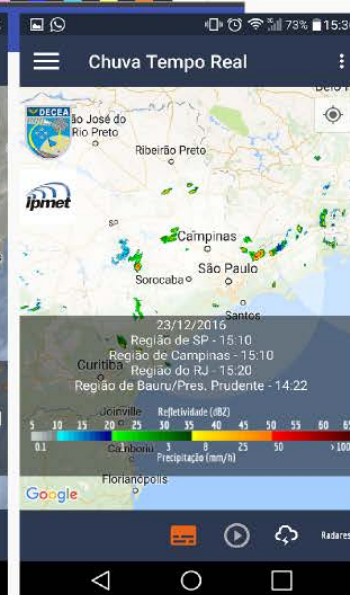 73% 15:3
Chuva Tempo Real
DECEA
ão José do
Rio Preto
Ribeirão Preto
ipmet
SP
Campinas
São Paulo
Sorocaba
Santos
23/12/2016
Região de SP - 15:10
Região de Campinas - 15:10
Curitiba
Região do RJ - 15:20
Região de Bauru/Pres. Prudente - 14:22
Joinville
Refletividade (dBZ)
5 10 15 20 25 30 35 40 45 50 55 60 65
0.1 1 8 25 50 >100
Precipitação (mm/h)
Florianópolis
Google
Radares